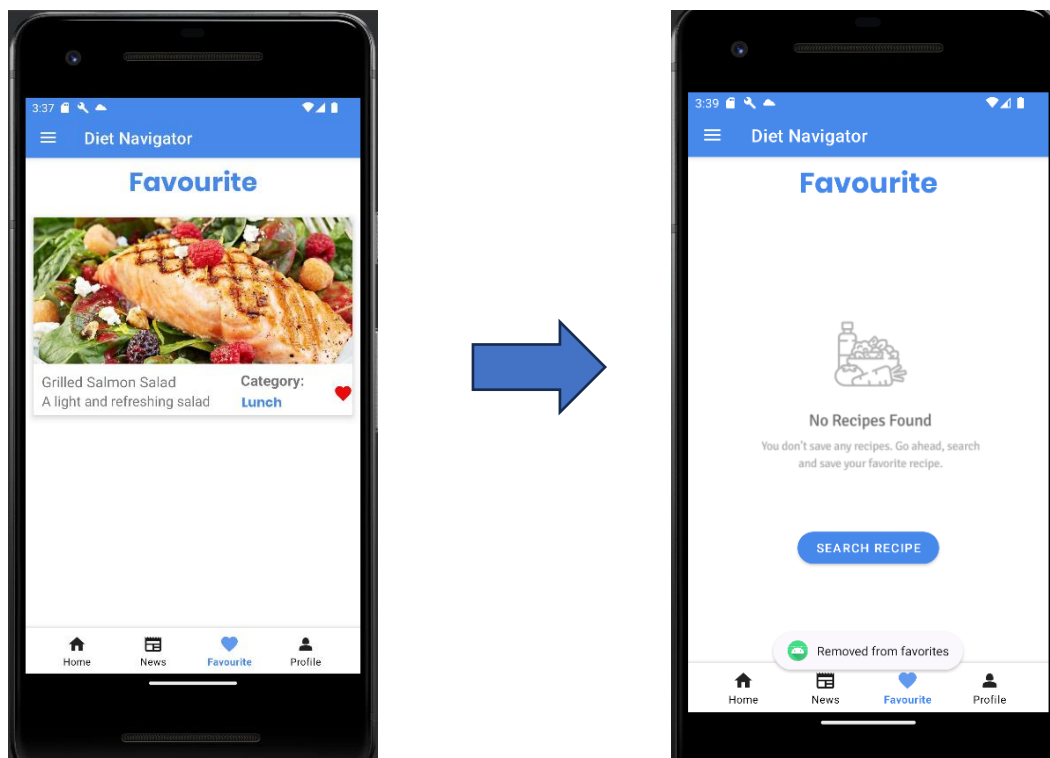 3:37
Diet Navigator
Favourite
Grilled Salmon Salad
A light and refreshing salad
Category:
Lunch
Home
News
Favourite
Profile
3:39
Diet Navigator
Favourite
No Recipes Found
You don't save any recipes. Go ahead, search
and save your favorite recipe.
SEARCH RECIPE
Removed from favorites
Home
News
Favourite
Profile